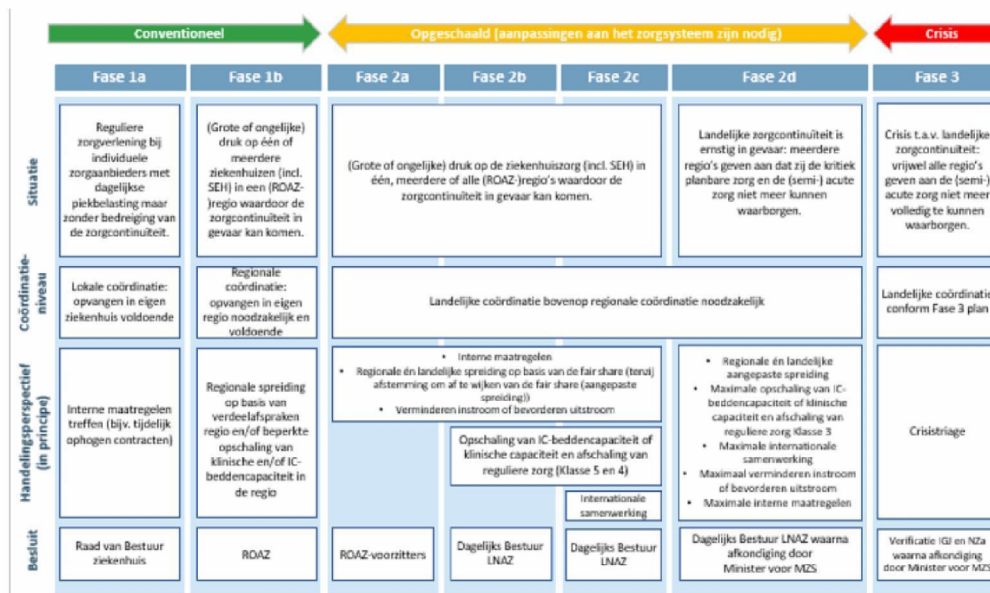 Conventioneel
Opgeschaald (aanpassingen aan het zorgsysteem zijn nodig)
Crisis
Fase 1a
Fase 1b
Fase 2a
Fase 2b
Fase 2c
Fase 2d
Fase 3
Situatie
Reguliere
zorgverlening bij
individuele
zorgaanbieders met
dagelijkse
piekbelasting maar
zonder bedreiging van
de zorgcontinuïteit.
(Grote of ongelijke)
druk op één of
meerdere
ziekenhuizen (incl.
SEH) in een (ROAZ-
)regio waardoor de
zorgcontinuïteit in
gevaar kan komen.
(Grote of ongelijke) druk op de ziekenhuiszorg (incl. SEH) in
één, meerdere of alle (ROAZ-)regio's waardoor de
zorgcontinuïteit in gevaar kan komen.
Landelijke zorgcontinuïteit is
ernstig in gevaar: meerdere
regio's geven aan dat zij de kritiek
planbare zorg en de (semi-) acute
zorg niet meer kunnen
waarborgen.
Crisis t.a.v. landelijke
zorgcontinuïteit:
vrijwel alle regio's
geven aan de (semi-)
acute zorg niet meer
volledig te kunnen
waarborgen.
Coördinatie-
niveau
Lokale coördinatie:
opvangen in eigen
ziekenhuis voldoende
Regionale
coördinatie:
opvangen in eigen
regio noodzakelijk en
voldoende
Landelijke coördinatie bovenop regionale coördinatie noodzakelijk
Landelijke coördinatie
conform Fase 3 plan
Handelingsperspectief
(in principe)
Interne maatregelen
treffen (bijv. tijdelijk
ophogen contracten)
Regionale spreiding
op basis van
verdeelafspraken
regio en/of beperkte
opschaling van
klinische en/of IC-
beddencapaciteit in
de regio
• Interne maatregelen
• Regionale én landelijke spreiding op basis van de fair share (tenzij
afstemming om af te wijken van de fair share (aangepaste
spreiding))
• Verminderen instroom of bevorderen uitstroom
Opschaling van IC-beddencapaciteit of
klinische capaciteit en afschaling van
reguliere zorg (Klasse 5 en 4)
Internationale
samenwerking
• Regionale én landelijke
aangepaste spreiding
• Maximale opschaling van IC-
beddencapaciteit of klinische
capaciteit en afschaling van
reguliere zorg Klasse 3
• Maximale internationale
samenwerking
• Maximaal verminderen instroom
of bevorderen uitstroom
• Maximale interne maatregelen
Crisistriage
Besluit
Raad van Bestuur
ziekenhuis
ROAZ
ROAZ-voorzitters
Dagelijks Bestuur
LNAZ
Dagelijks Bestuur
LNAZ
Dagelijks Bestuur LNAZ waarna
afkondiging door
Minister voor MZS
Verificatie IGJ en NZa
waarna afkondiging
door Minister voor MZS